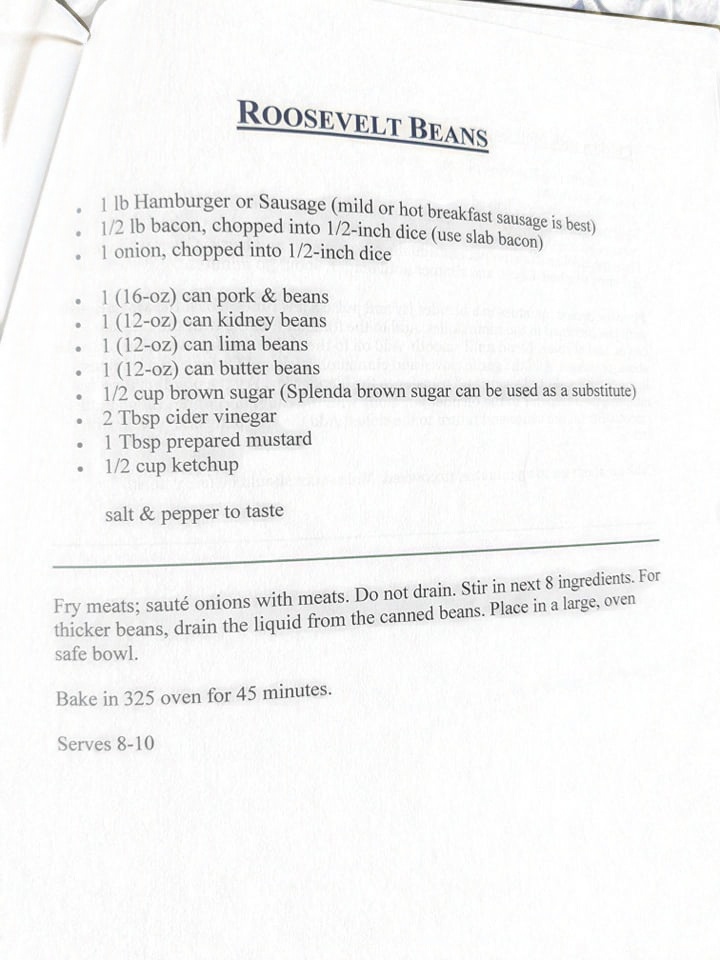 ROOSEVELT BEANS
• 1 lb Hamburger or Sausage (mild or hot breakfast sausage is best)
• 1/2 lb bacon, chopped into 1/2-inch dice (use slab bacon)
• 1 onion, chopped into 1/2-inch dice
• 1 (16-oz) can pork & beans
• 1 (12-oz) can kidney beans
• 1 (12-oz) can lima beans
• 1 (12-oz) can butter beans
• 1/2 cup brown sugar (Splenda brown sugar can be used as a substitute)
• 2 Tbsp cider vinegar
• 1 Tbsp prepared mustard
• 1/2 cup ketchup
salt & pepper to taste
Fry meats; sauté onions with meats. Do not drain. Stir in next 8 ingredients. For
thicker beans, drain the liquid from the canned beans. Place in a large, oven
safe bowl.
Bake in 325 oven for 45 minutes.
Serves 8-10